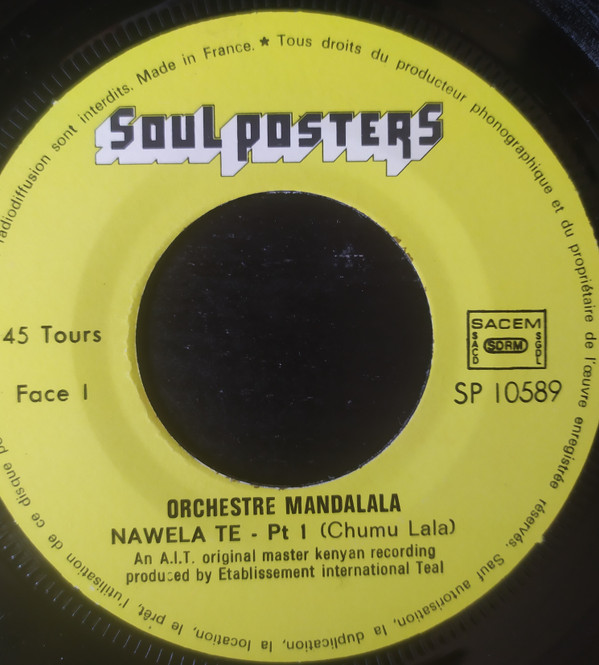 radiodiffusion sont interdits. Made in France. ★ Tous droits du producteur phonographique et du propriétaire de l'œuvre enregistrée réservés. Sauf autorisation, la duplication, la location, le prêt, l'utilisation de ce disque
SOUL POSTERS
45 Tours
Face 1
SACEM
SACD SDRM SGDL
SP 10589
ORCHESTRE MANDALALA
NAWELA TE - Pt 1 (Chumu Lala)
An A.I.T. original master kenyan recording
produced by Etablissement international Teal